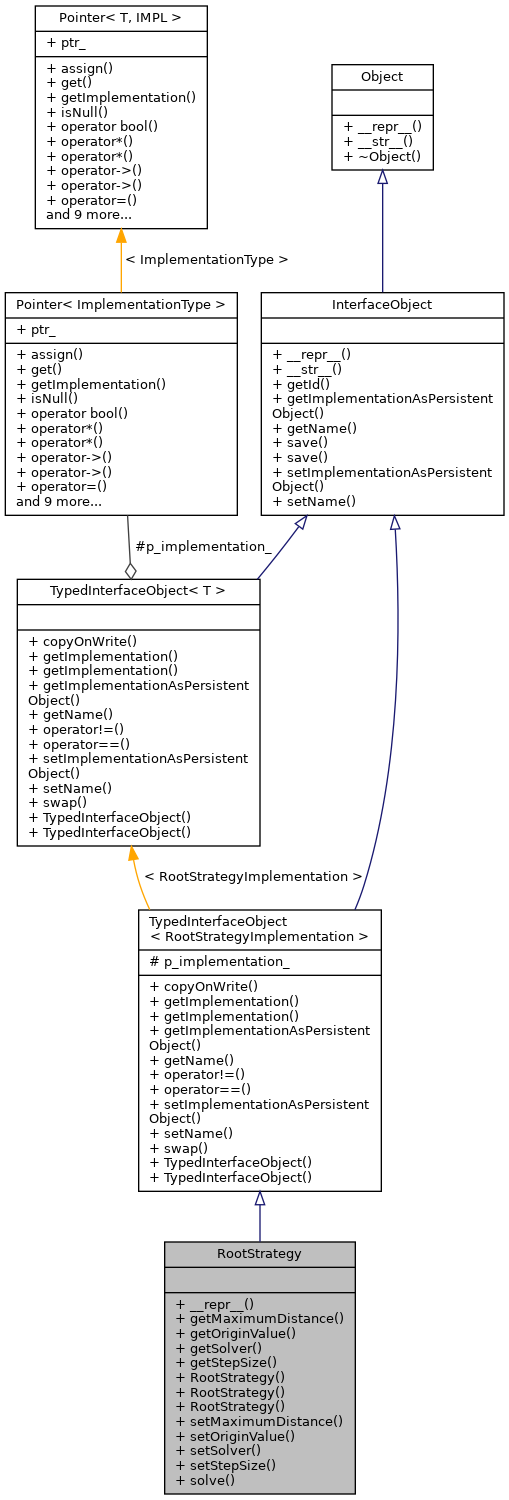 Pointer< T, IMPL >
+ ptr_
+ assign()
+ get()
+ getImplementation()
+ isNull()
+ operator bool()
+ operator*()
+ operator*()
+ operator->()
+ operator->()
+ operator=()
and 9 more...
Object
+ __repr__()
+ __str__()
+ ~Object()
< ImplementationType >
Pointer< ImplementationType >
+ ptr_
+ assign()
+ get()
+ getImplementation()
+ isNull()
+ operator bool()
+ operator*()
+ operator*()
+ operator->()
+ operator->()
+ operator=()
and 9 more...
InterfaceObject
+ __repr__()
+ __str__()
+ getId()
+ getImplementationAsPersistent
Object()
+ getName()
+ save()
+ save()
+ setImplementationAsPersistent
Object()
+ setName()
#p_implementation_
TypedInterfaceObject< T >
+ copyOnWrite()
+ getImplementation()
+ getImplementation()
+ getImplementationAsPersistent
Object()
+ getName()
+ operator!=()
+ operator==()
+ setImplementationAsPersistent
Object()
+ setName()
+ swap()
+ TypedInterfaceObject()
+ TypedInterfaceObject()
< RootStrategyImplementation >
TypedInterfaceObject
< RootStrategyImplementation >
# p_implementation_
+ copyOnWrite()
+ getImplementation()
+ getImplementation()
+ getImplementationAsPersistent
Object()
+ getName()
+ operator!=()
+ operator==()
+ setImplementationAsPersistent
Object()
+ setName()
+ swap()
+ TypedInterfaceObject()
+ TypedInterfaceObject()
RootStrategy
+ __repr__()
+ getMaximumDistance()
+ getOriginValue()
+ getSolver()
+ getStepSize()
+ RootStrategy()
+ RootStrategy()
+ RootStrategy()
+ setMaximumDistance()
+ setOriginValue()
+ setSolver()
+ setStepSize()
+ solve()